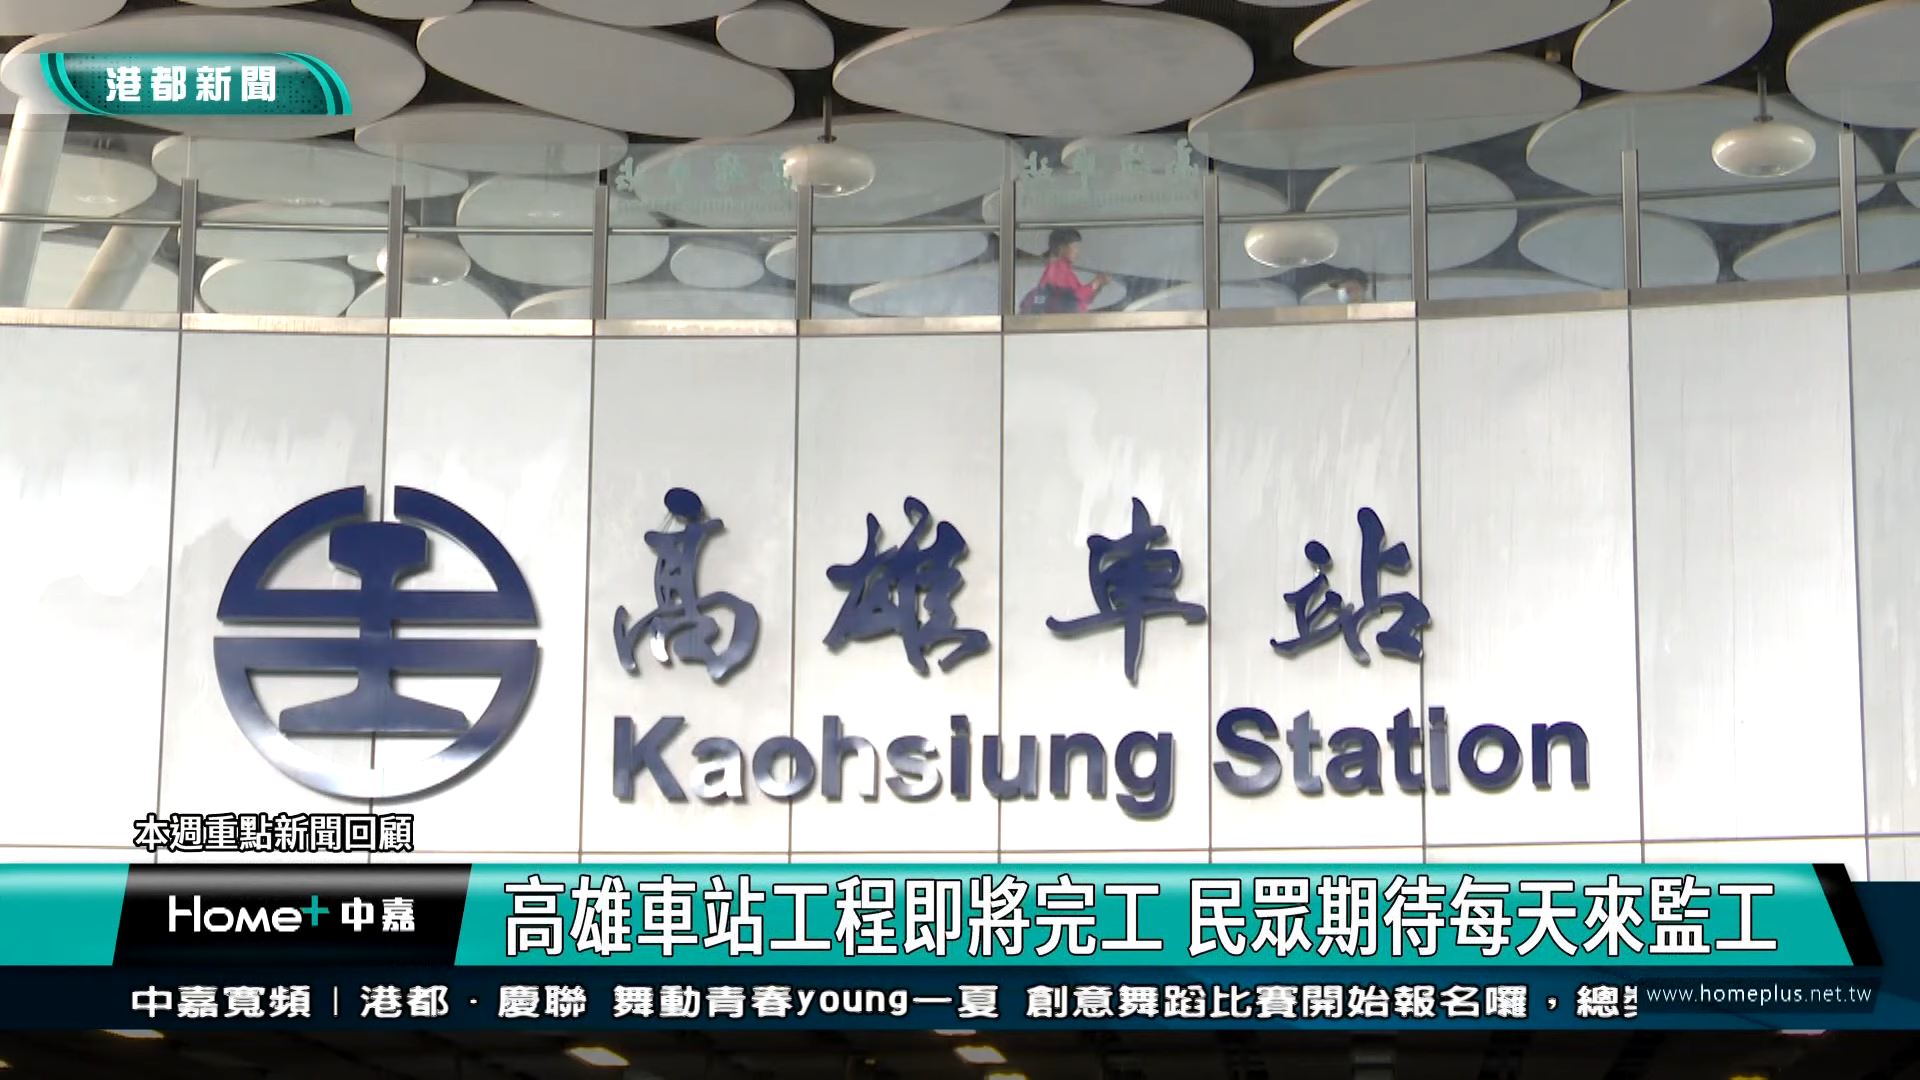 港都新聞
高雄車站
Kaohsiung Station
本週重點新聞回顧
Home+中嘉
高雄車站工程即將完工 民眾期待每天來監工
中嘉寬頻｜港都・慶聯 舞動青春young一夏 創意舞蹈比賽開始報名囉，總
www.homeplus.net.tw